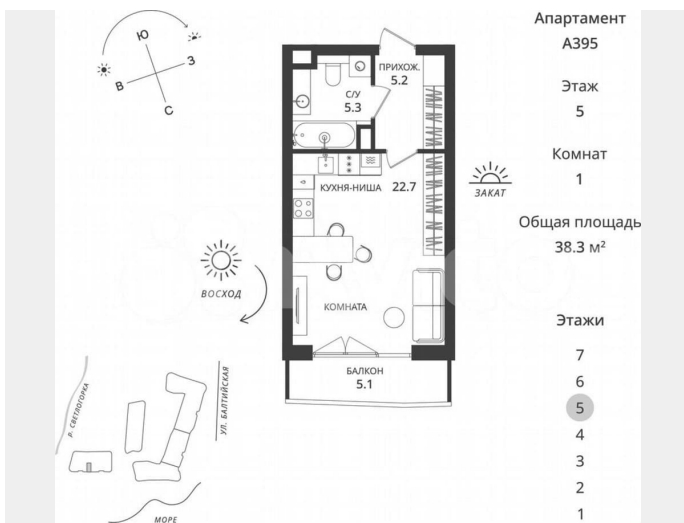 Ю
З
В
С
ПРИХОЖ.
5.2
С/У
5.3
КУХНЯ-НИША 22.7
КОМНАТА
БАЛКОН
5.1
ВОСХОД
ЗАКАТ
р. СВЕТЛОГОРКА
УЛ. БАЛТИЙСКАЯ
МОРЕ
Апартамент
А395
Этаж
5
Комнат
1
Общая площадь
38.3 м²
Этажи
7
6
5
4
3
2
1